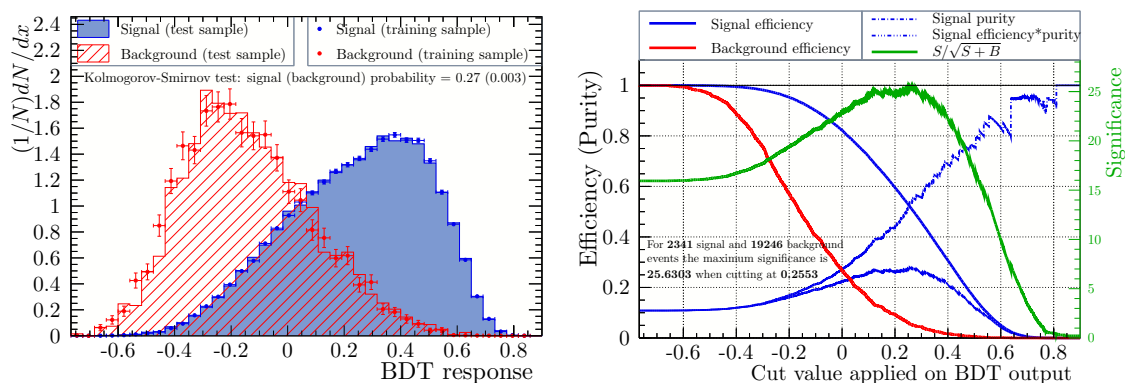 Signal (test sample)
Background (test sample)
Signal (training sample)
Background (training sample)
Kolmogorov-Smirnov test: signal (background) probability = 0.27 (0.003)
(1/N) dN/dx
2.4
2.2
2
1.8
1.6
1.4
1.2
1
0.8
0.6
0.4
0.2
0
-0.6 -0.4 -0.2 0 0.2 0.4 0.6 0.8
BDT response
Signal efficiency
Background efficiency
Signal purity
Signal efficiency*purity
S/√S+B
Efficiency (Purity)
1
0.8
0.6
0.4
0.2
0
For 2341 signal and 19246 background
events the maximum significance is
25.6303 when cutting at 0.2553
-0.6 -0.4 -0.2 0 0.2 0.4 0.6 0.8
Cut value applied on BDT output
25
20
15
10
5
0
Significance